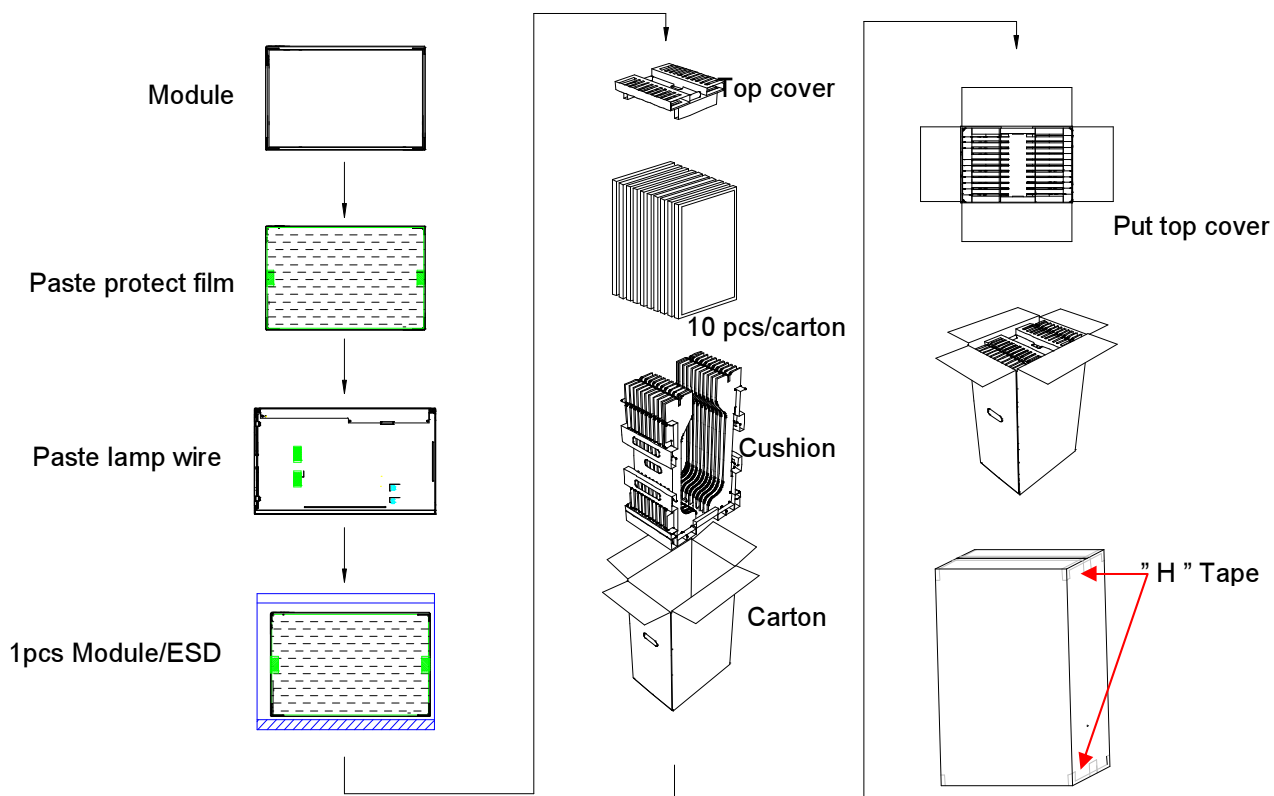 Module
Paste protect film
Paste lamp wire
1pcs Module/ESD
Top cover
10 pcs/carton
Cushion
Carton
Put top cover
” H ” Tape